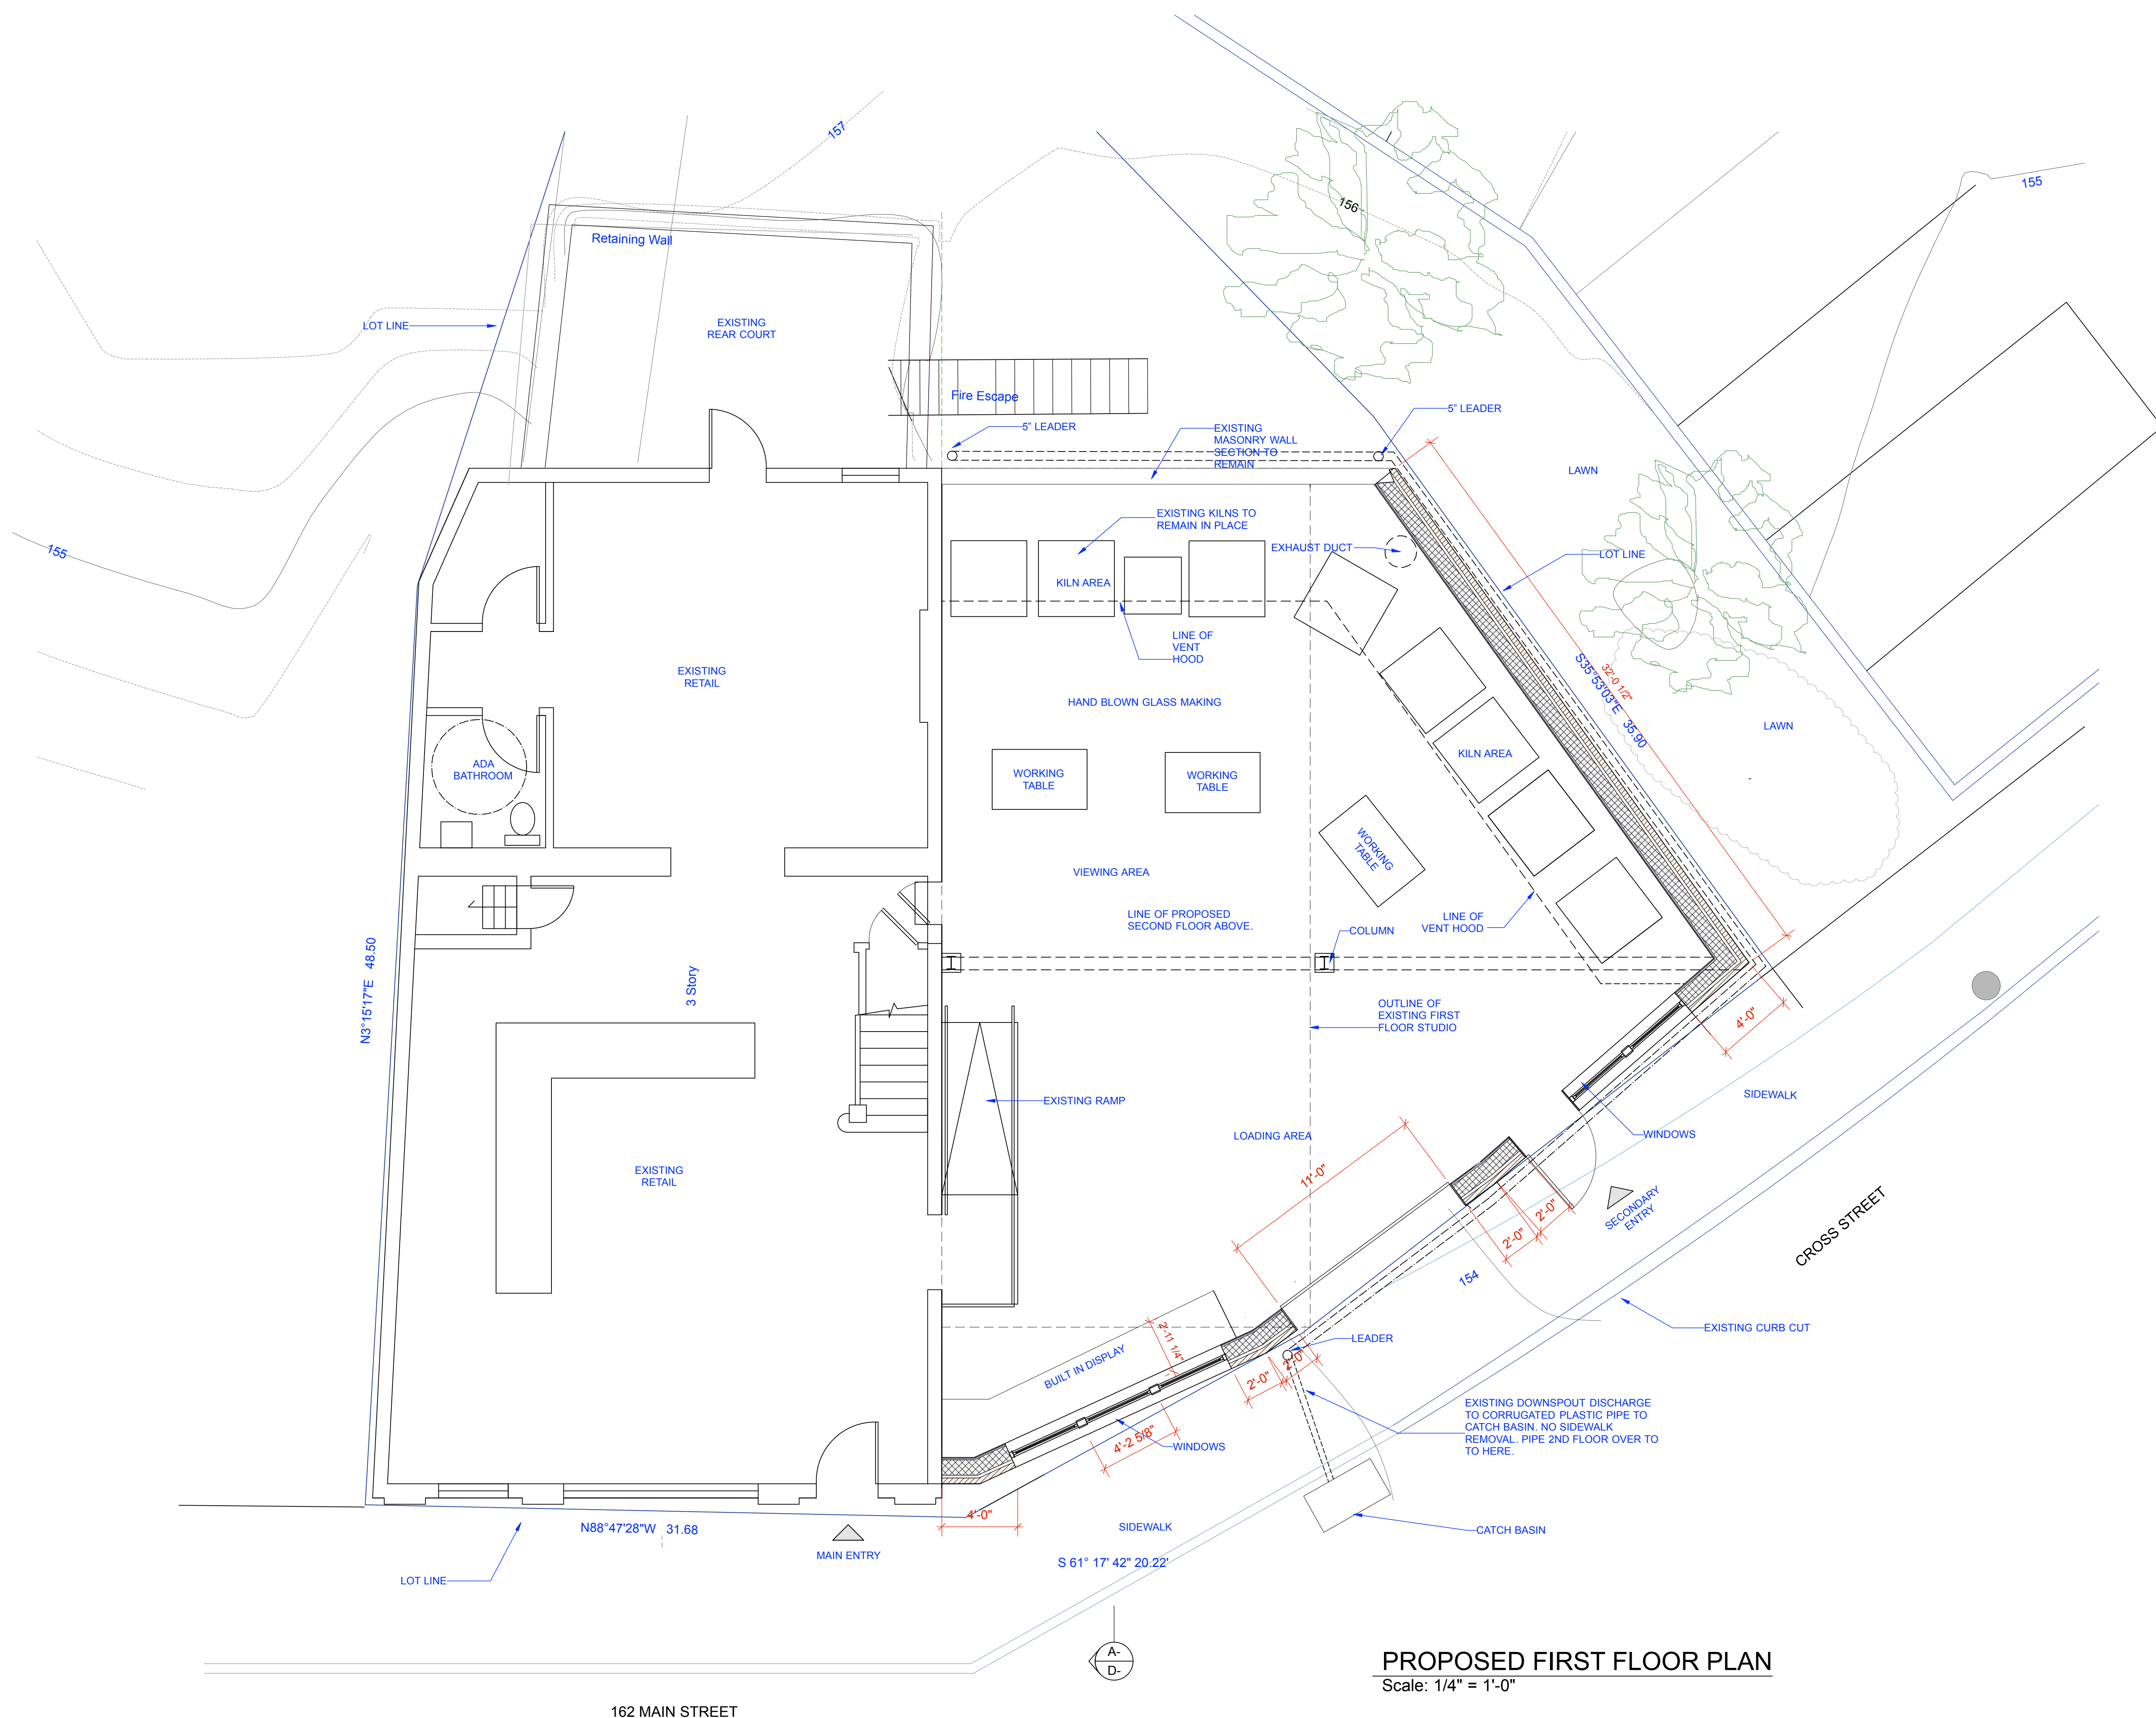 157
155
156
Retaining Wall
LOT LINE
EXISTING
REAR COURT
Fire Escape
5" LEADER
5" LEADER
EXISTING
MASONRY WALL
SECTION TO
REMAIN
LAWN
155
EXISTING KILNS TO
REMAIN IN PLACE
EXHAUST DUCT
LOT LINE
KILN AREA
LINE OF
VENT
HOOD
EXISTING
RETAIL
S35°53'03"E 35.90
32'-0 1/2"
HAND BLOWN GLASS MAKING
LAWN
KILN AREA
ADA
BATHROOM
WORKING
TABLE
WORKING
TABLE
WORKING
TABLE
VIEWING AREA
LINE OF PROPOSED
SECOND FLOOR ABOVE.
LINE OF
VENT HOOD
COLUMN
N3°15'17"E 48.50
3 Story
OUTLINE OF
EXISTING FIRST
FLOOR STUDIO
4'-0"
EXISTING RAMP
SIDEWALK
LOADING AREA
WINDOWS
EXISTING
RETAIL
11'-0"
SECONDARY
ENTRY
2'-0"
2'-0"
CROSS STREET
154
EXISTING CURB CUT
LEADER
2'-11 1/4"
BUILT IN DISPLAY
2'-0"
2'-0"
EXISTING DOWNSPOUT DISCHARGE
TO CORRUGATED PLASTIC PIPE TO
CATCH BASIN. NO SIDEWALK
REMOVAL. PIPE 2ND FLOOR OVER TO
TO HERE.
4'-2 5/8"
WINDOWS
4'-0"
N88°47'28"W 31.68
SIDEWALK
CATCH BASIN
MAIN ENTRY
S 61° 17' 42" 20.22'
LOT LINE
A-
D-
PROPOSED FIRST FLOOR PLAN
Scale: 1/4" = 1'-0"
162 MAIN STREET